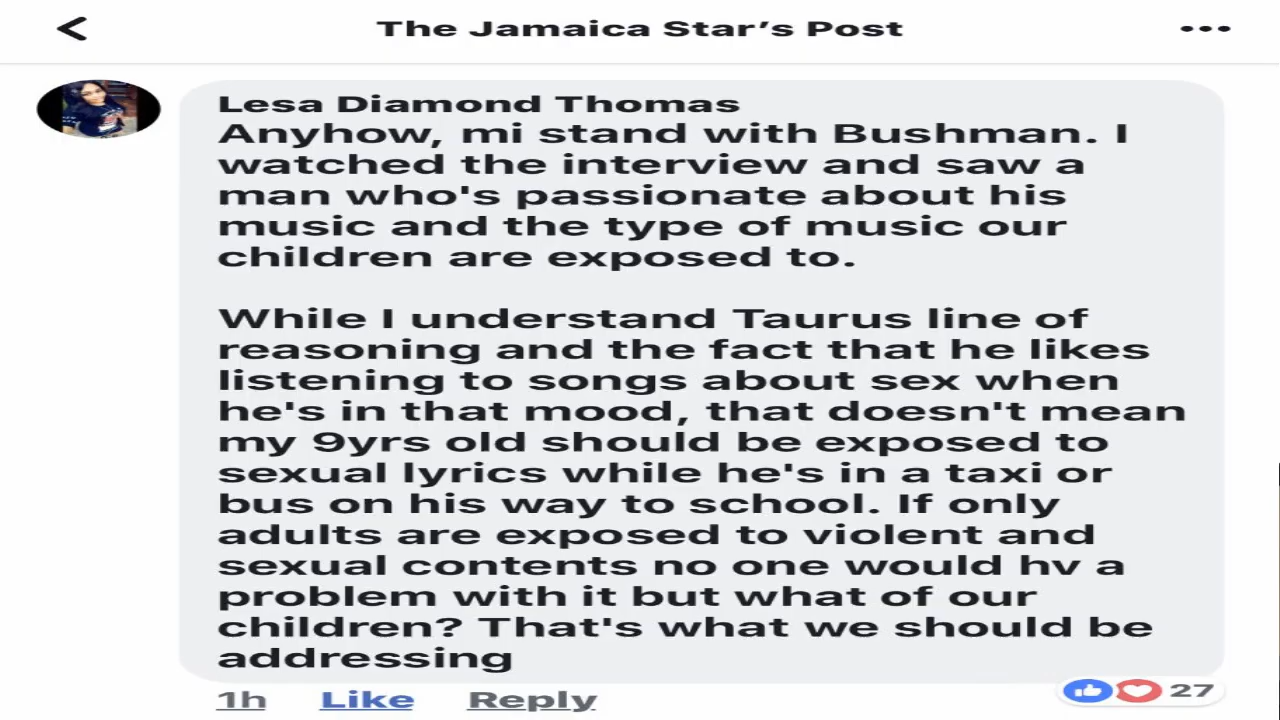 The Jamaica Star's Post
Lesa Diamond Thomas
Anyhow, mi stand with Bushman. I
watched the interview and saw a
man who's passionate about his
music and the type of music our
children are exposed to.
While I understand Taurus line of
reasoning and the fact that he likes
listening to songs about sex when
he's in that mood, that doesn't mean
my 9yrs old should be exposed to
sexual lyrics while he's in a taxi or
bus on his way to school. If only
adults are exposed to violent and
sexual contents no one would hv a
problem with it but what of our
children? That's what we should be
addressing
1h Like Reply 27